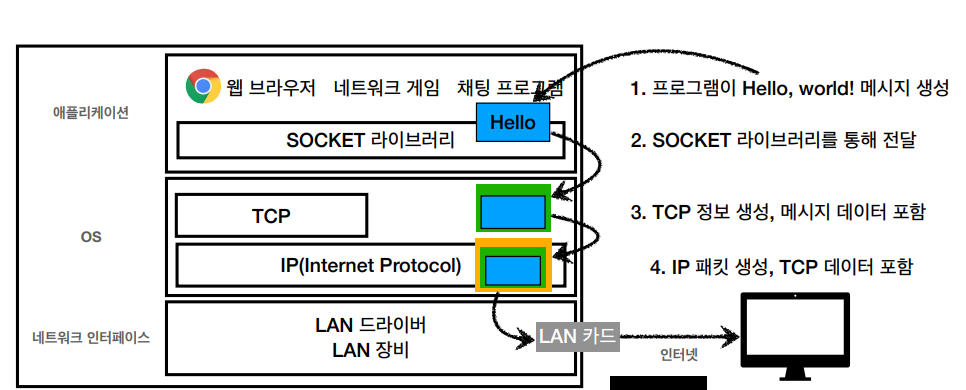 애플리케이션
웹 브라우저 네트워크 게임 채팅 프로그램
Hello
SOCKET 라이브러리
OS
TCP
IP(Internet Protocol)
네트워크 인터페이스
LAN 드라이버
LAN 장비
LAN 카드
인터넷
1. 프로그램이 Hello, world! 메시지 생성
2. SOCKET 라이브러리를 통해 전달
3. TCP 정보 생성, 메시지 데이터 포함
4. IP 패킷 생성, TCP 데이터 포함